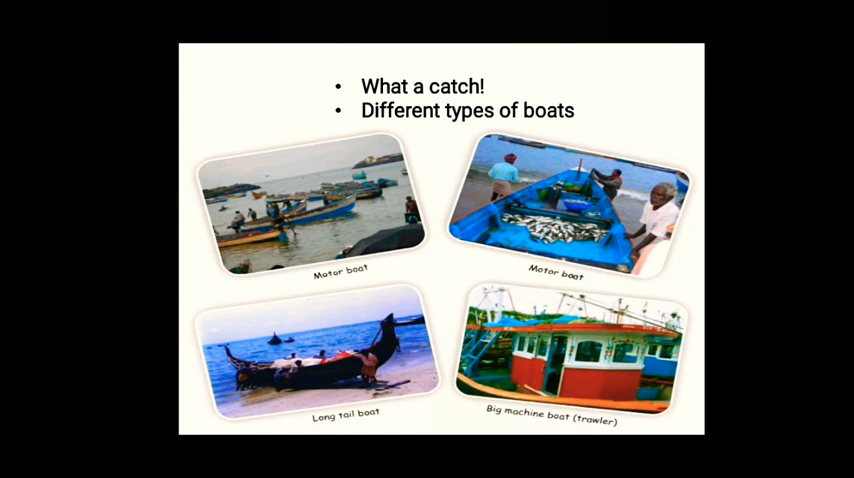 • What a catch!
• Different types of boats
Motor boat
Motor boat
Long tail boat
Big machine boat (trawler)